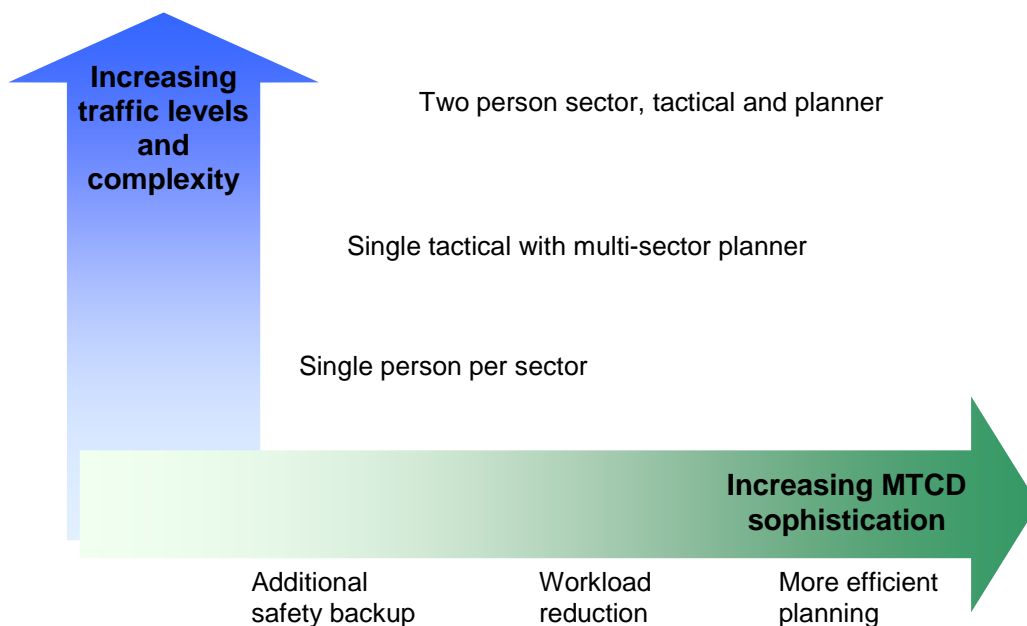 Increasing
traffic levels
and
complexity
Two person sector, tactical and planner
Single tactical with multi-sector planner
Single person per sector
Increasing MTCD
sophistication
Additional
safety backup
Workload
reduction
More efficient
planning